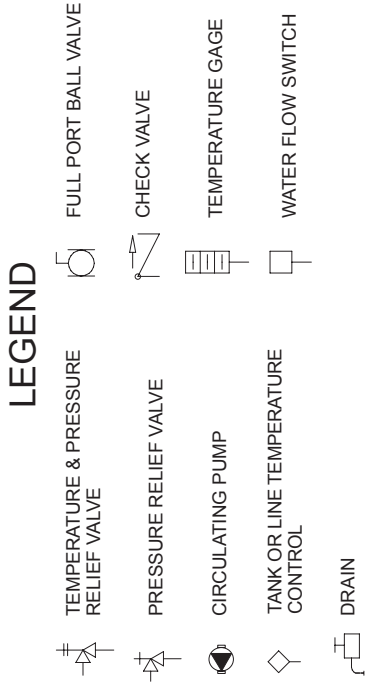 LEGEND
TEMPERATURE & PRESSURE
RELIEF VALVE
PRESSURE RELIEF VALVE
CIRCULATING PUMP
TANK OR LINE TEMPERATURE
CONTROL
DRAIN
FULL PORT BALL VALVE
CHECK VALVE
TEMPERATURE GAGE
WATER FLOW SWITCH